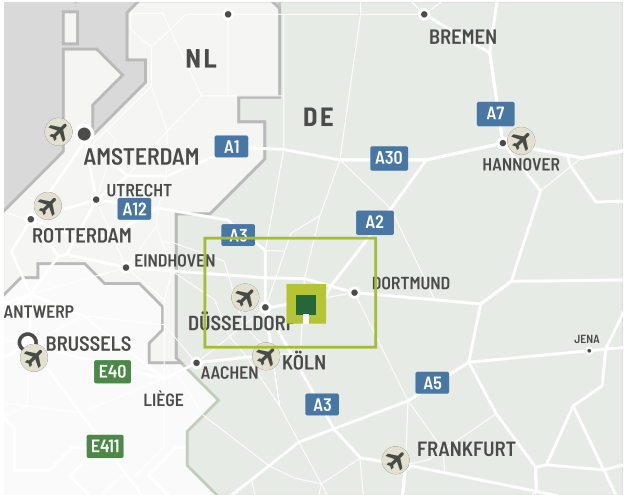 BREMEN
NL
DE
A7
A1
A30
AMSTERDAM
HANNOVER
UTRECHT
A12
ROTTERDAM
A3
A2
EINDHOVEN
DORTMUND
ANTWERP
DÜSSELDORF
BRUSSELS
JENA
E40
AACHEN
KÖLN
A5
LIÈGE
A3
E411
FRANKFURT